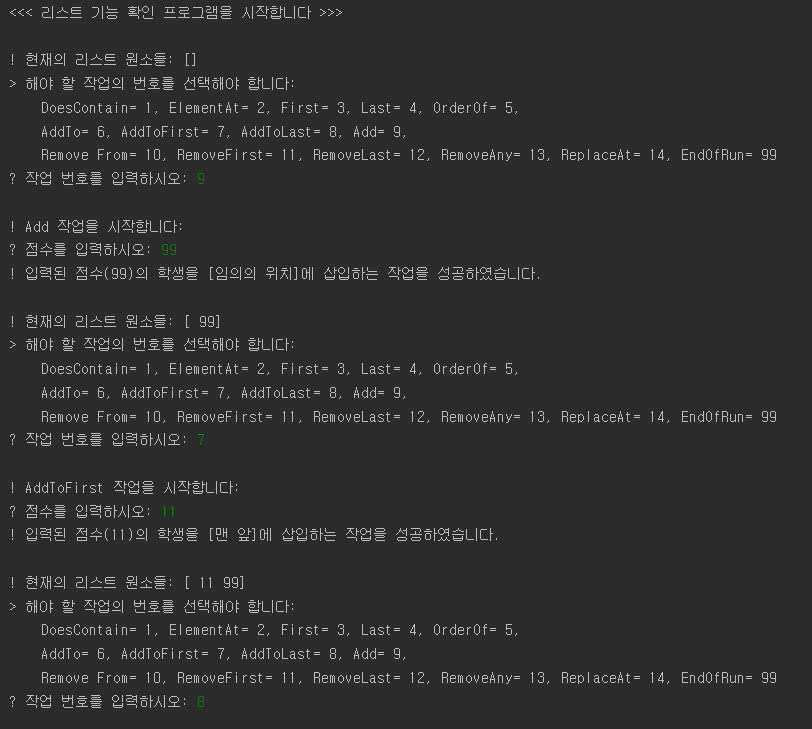 <<< 리스트 기능 확인 프로그램을 시작합니다 >>>
! 현재의 리스트 원소들: []
> 해야 할 작업의 번호를 선택해야 합니다:
DoesContain= 1, ElementAt= 2, First= 3, Last= 4, OrderOf= 5,
AddTo= 6, AddToFirst= 7, AddToLast= 8, Add= 9,
Remove From= 10, RemoveFirst= 11, RemoveLast= 12, RemoveAny= 13, ReplaceAt= 14, EndOfRun= 99
? 작업 번호를 입력하시오: 9
! Add 작업을 시작합니다:
? 점수를 입력하시오: 99
! 입력된 점수(99)의 학생을 [임의의 위치]에 삽입하는 작업을 성공하였습니다.
! 현재의 리스트 원소들: [ 99]
> 해야 할 작업의 번호를 선택해야 합니다:
DoesContain= 1, ElementAt= 2, First= 3, Last= 4, OrderOf= 5,
AddTo= 6, AddToFirst= 7, AddToLast= 8, Add= 9,
Remove From= 10, RemoveFirst= 11, RemoveLast= 12, RemoveAny= 13, ReplaceAt= 14, EndOfRun= 99
? 작업 번호를 입력하시오: 7
! AddToFirst 작업을 시작합니다:
? 점수를 입력하시오: 11
! 입력된 점수(11)의 학생을 [맨 앞]에 삽입하는 작업을 성공하였습니다.
! 현재의 리스트 원소들: [ 11 99]
> 해야 할 작업의 번호를 선택해야 합니다:
DoesContain= 1, ElementAt= 2, First= 3, Last= 4, OrderOf= 5,
AddTo= 6, AddToFirst= 7, AddToLast= 8, Add= 9,
Remove From= 10, RemoveFirst= 11, RemoveLast= 12, RemoveAny= 13, ReplaceAt= 14, EndOfRun= 99
? 작업 번호를 입력하시오: 8